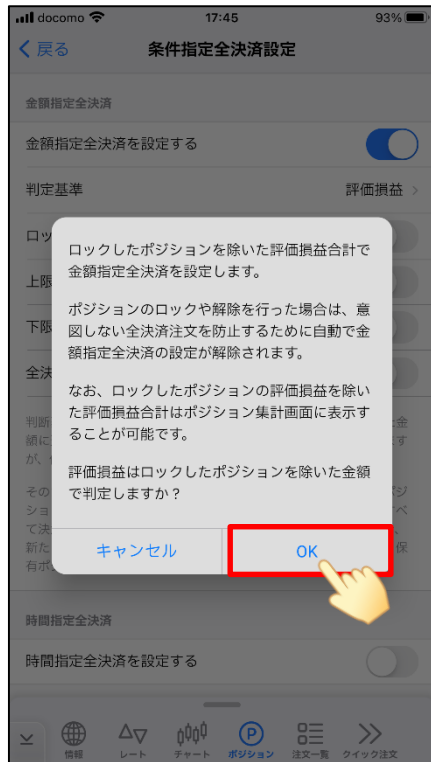 docomo 17:45 93%
戻る 条件指定全決済設定
金額指定全決済
金額指定全決済を設定する
判定基準 評価損益
ロックしたポジションを除いた評価損益合計で
金額指定全決済を設定します。
ポジションのロックや解除を行った場合は、意
図しない全決済注文を防止するために自動で金
額指定全決済の設定が解除されます。
なお、ロックしたポジションの評価損益を除い
た評価損益合計はポジション集計画面に表示す
ることが可能です。
評価損益はロックしたポジションを除いた金額
で判定しますか？
キャンセル OK
時間指定全決済
時間指定全決済を設定する
情報 レート チャート ポジション 注文一覧 クイック注文